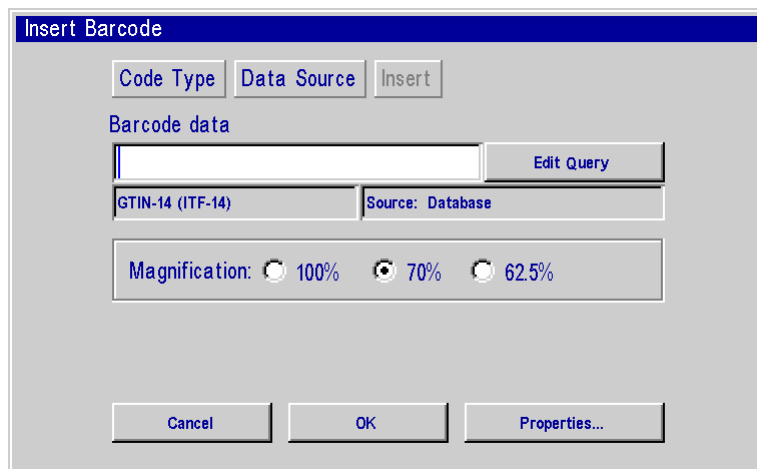 Insert Barcode
Code Type Data Source Insert
Barcode data
Edit Query
GTIN-14 (ITF-14) Source: Database
Magnification: 100% 70% 62.5%
Cancel OK Properties...